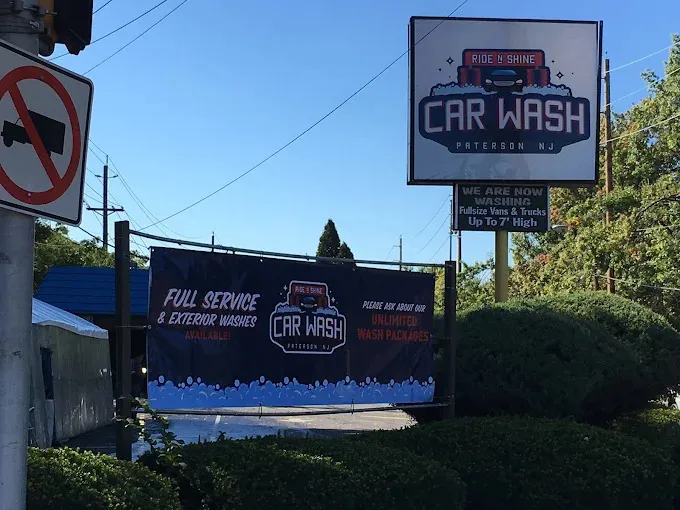 RIDE N SHINE
CAR WASH
PATERSON NJ
WE ARE NOW
WASHING
Fullsize Vans & Trucks
Up To 7' High
FULL SERVICE
& EXTERIOR WASHES
AVAILABLE!
RIDE N SHINE
CAR WASH
PATERSON NJ
PLEASE ASK ABOUT OUR
UNLIMITED
WASH PACKAGES